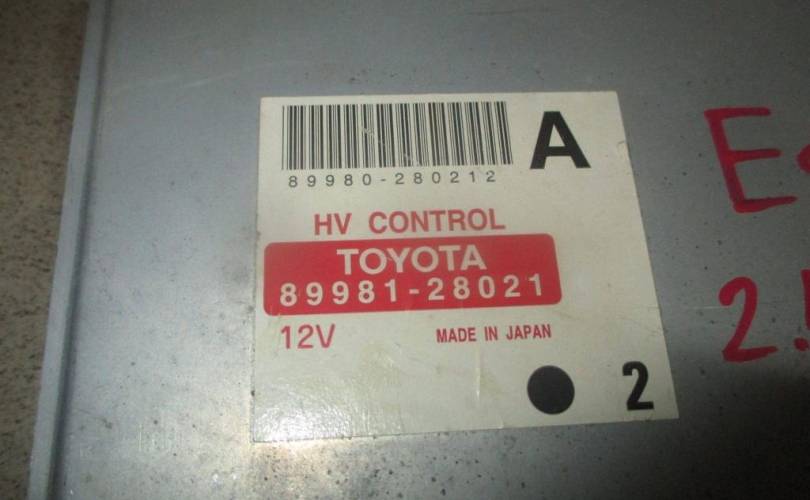 A
89980-280212
HV CONTROL
TOYOTA
89981-28021
12V MADE IN JAPAN
2